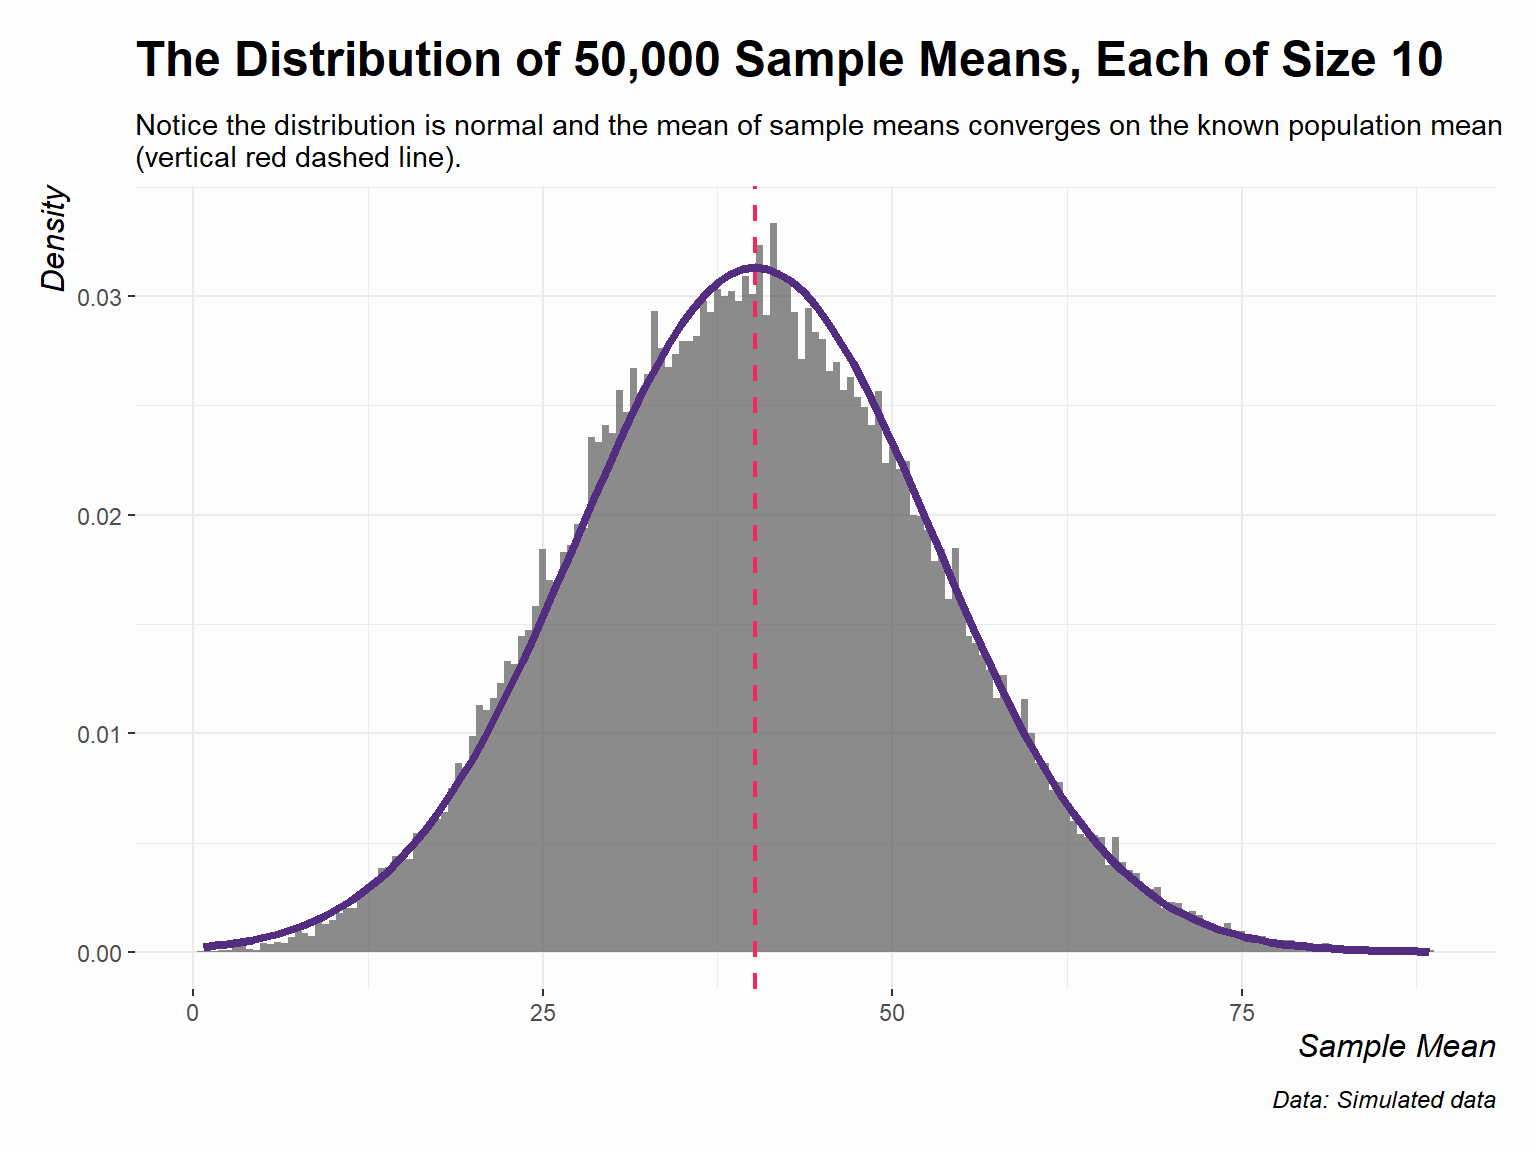 The Distribution of 50,000 Sample Means, Each of Size 10
Notice the distribution is normal and the mean of sample means converges on the known population mean
(vertical red dashed line).
Density
0.03
0.02
0.01
0.00
0
25
50
75
Sample Mean
Data: Simulated data